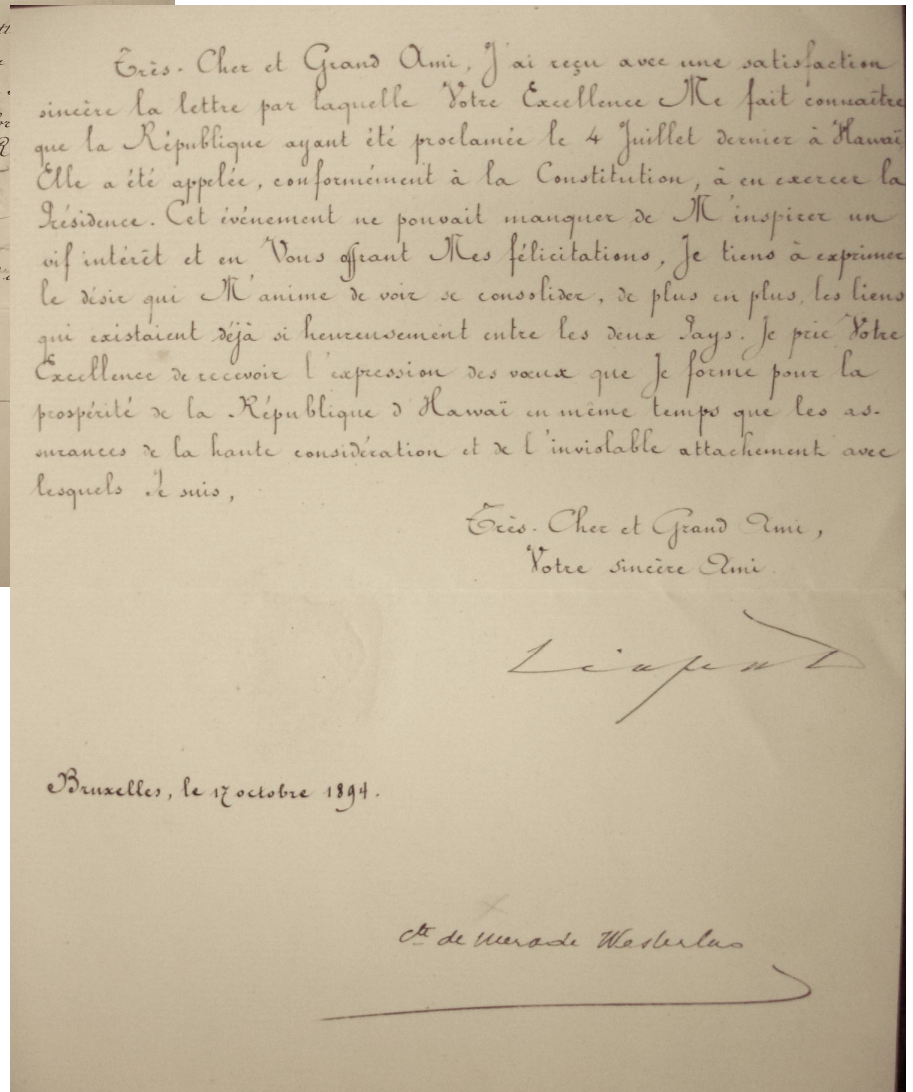 Très-Cher et Grand Ami, J'ai reçu avec une satisfaction
sincère la lettre par laquelle Votre Excellence Me fait connaître
que la République ayant été proclamée le 4 Juillet dernier à Hawaï
Elle a été appelée, conformément à la Constitution, à en exercer la
Présidence. Cet événement ne pouvait manquer de M'inspirer un
vif intérêt et en Vous offrant Mes félicitations, Je tiens à exprimer
le désir qui M'anime de voir se consolider, de plus en plus, les liens
qui existaient déjà si heureusement entre les deux Pays. Je prie Votre
Excellence de recevoir l'expression des vœux que Je forme pour la
prospérité de la République d'Hawaï en même temps que les as-
surances de la haute considération et de l'inviolable attachement avec
lesquels Je suis,
Très-Cher et Grand Ami,
Votre sincère Ami
Léopold
Bruxelles, le 17 octobre 1894.
Cte de Merode Westerloo